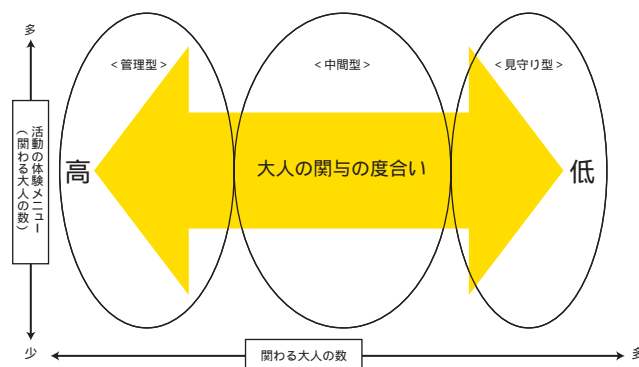 多
<管理型>
<中間型>
<見守り型>
活動の体験メニュー
(関わる大人の数)
高
大人の関与の度合い
低
少
関わる大人の数
多